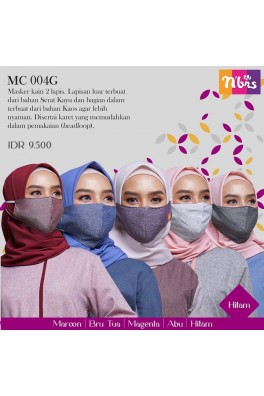 Nbrs
MC 004G
Masker kain 2 lapis. Lapisan luar terbuat
dari bahan Serat Kayu dan bagian dalam
terbuat dari bahan Kaos agar lebih
nyaman. Disertai karet yang memudahkan
dalam pemakaian (headloop).
IDR 9.500
Hitam
Maroon | Bru Tua | Magenta | Abu | Hitam